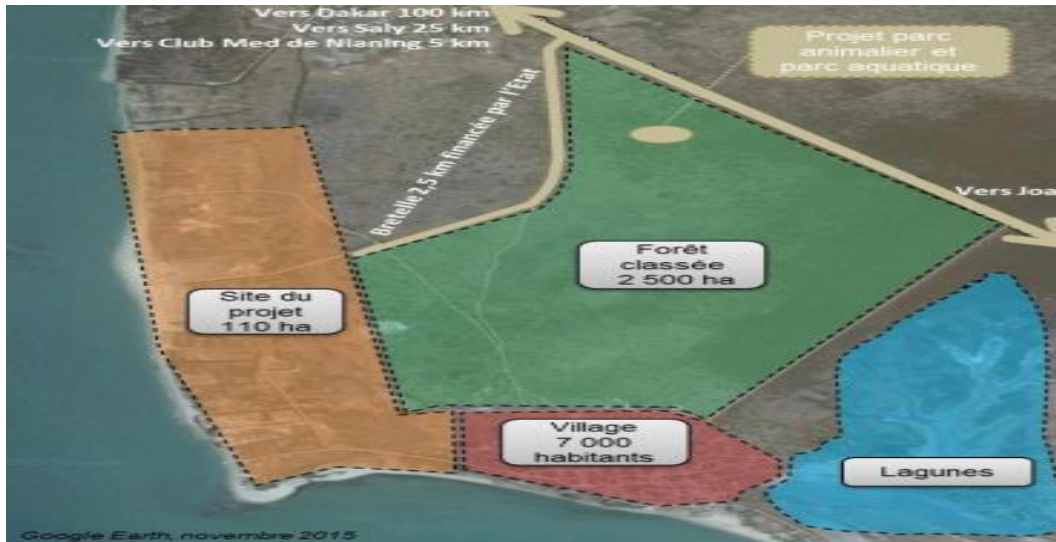 Vers Dakar 100 km
Vers Saly 25 km
Vers Club Med de Nianing 5 km
Projet parc
animalier et
parc aquatique
Bretelle 2,5 km financée par l'Etat
Vers Joa
Forêt
classée
2 500 ha
Site du
projet
110 ha
Village
7 000
habitants
Lagunes
Google Earth, novembre 2015